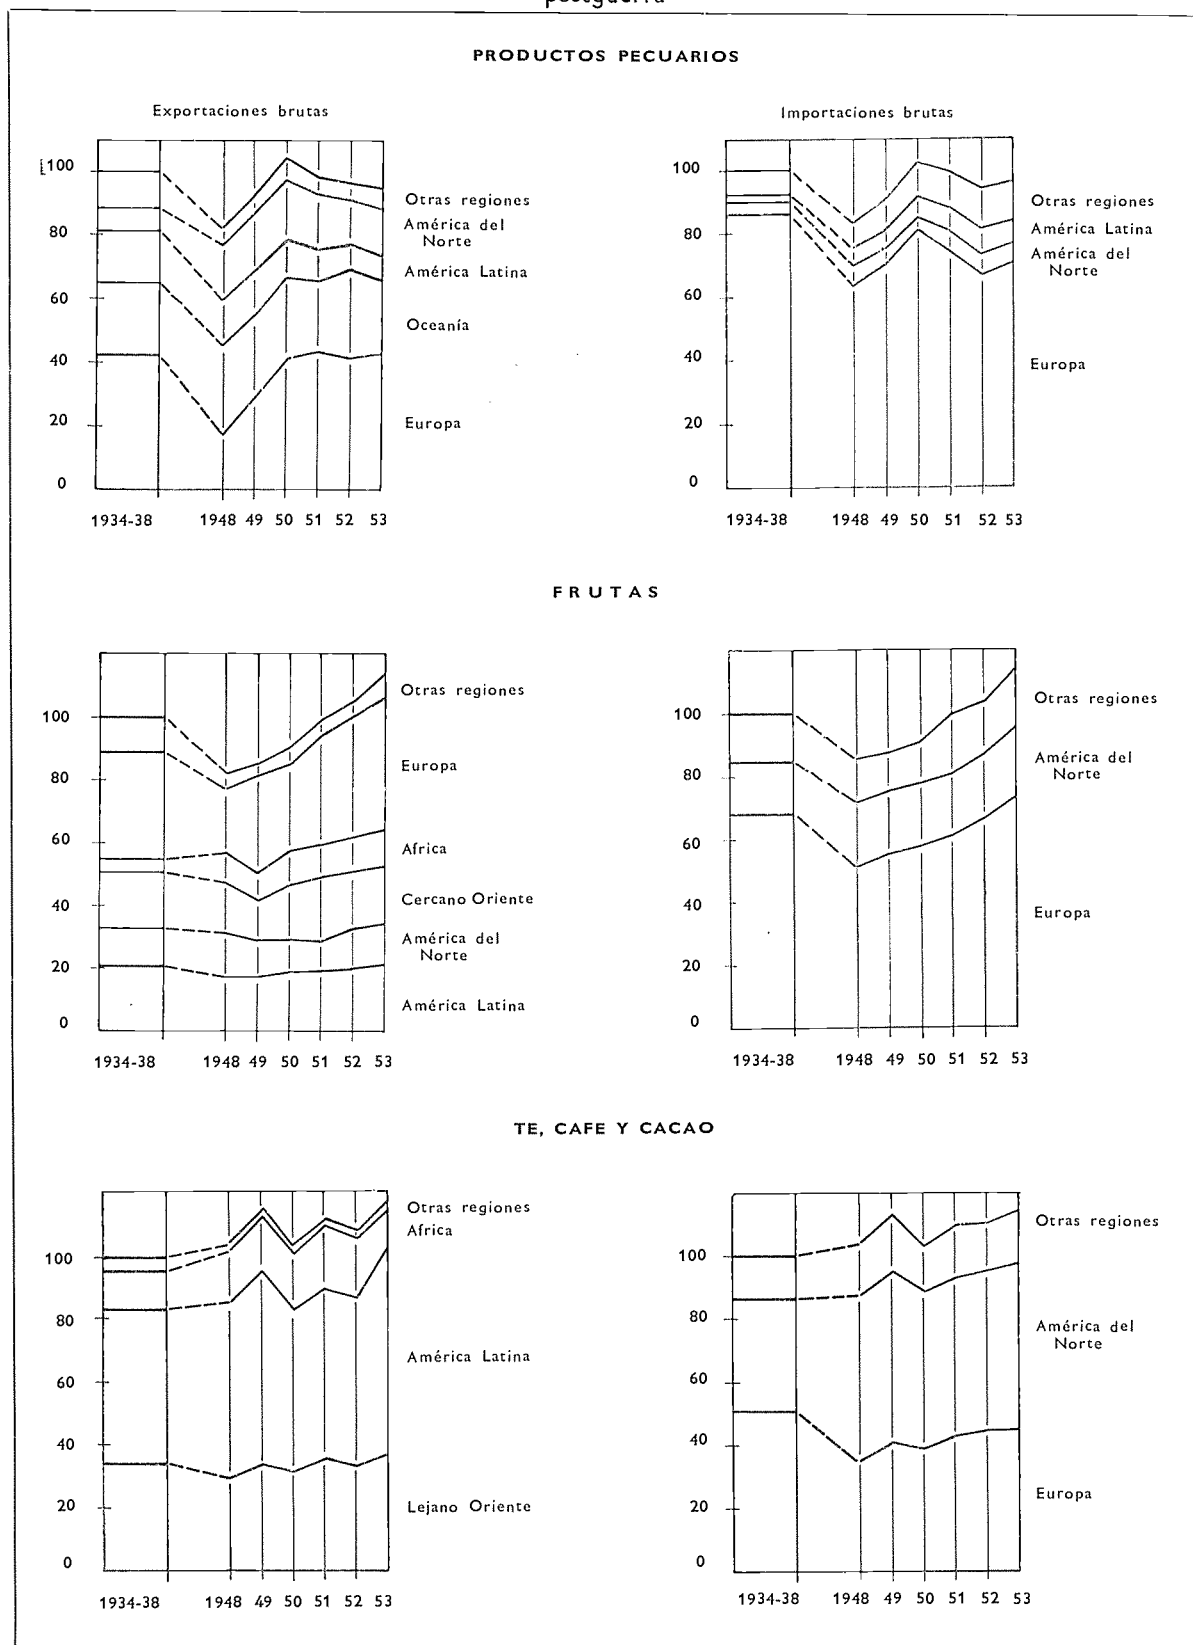 postguerra
PRODUCTOS PECUARIOS
Exportaciones brutas
100
80
60
40
20
0
Otras regiones
América del
Norte
América Latina
Oceanía
Europa
1934-38 1948 49 50 51 52 53
Importaciones brutas
100
80
60
40
20
0
Otras regiones
América Latina
América del
Norte
Europa
1934-38 1948 49 50 51 52 53
FRUTAS
100
80
60
40
20
0
Otras regiones
Europa
Africa
Cercano Oriente
América del
Norte
América Latina
1934-38 1948 49 50 51 52 53
100
80
60
40
20
0
Otras regiones
América del
Norte
Europa
1934-38 1948 49 50 51 52 53
TE, CAFE Y CACAO
100
80
60
40
20
0
Otras regiones
Africa
América Latina
Lejano Oriente
1934-38 1948 49 50 51 52 53
100
80
60
40
20
0
Otras regiones
América del
Norte
Europa
1934-38 1948 49 50 51 52 53